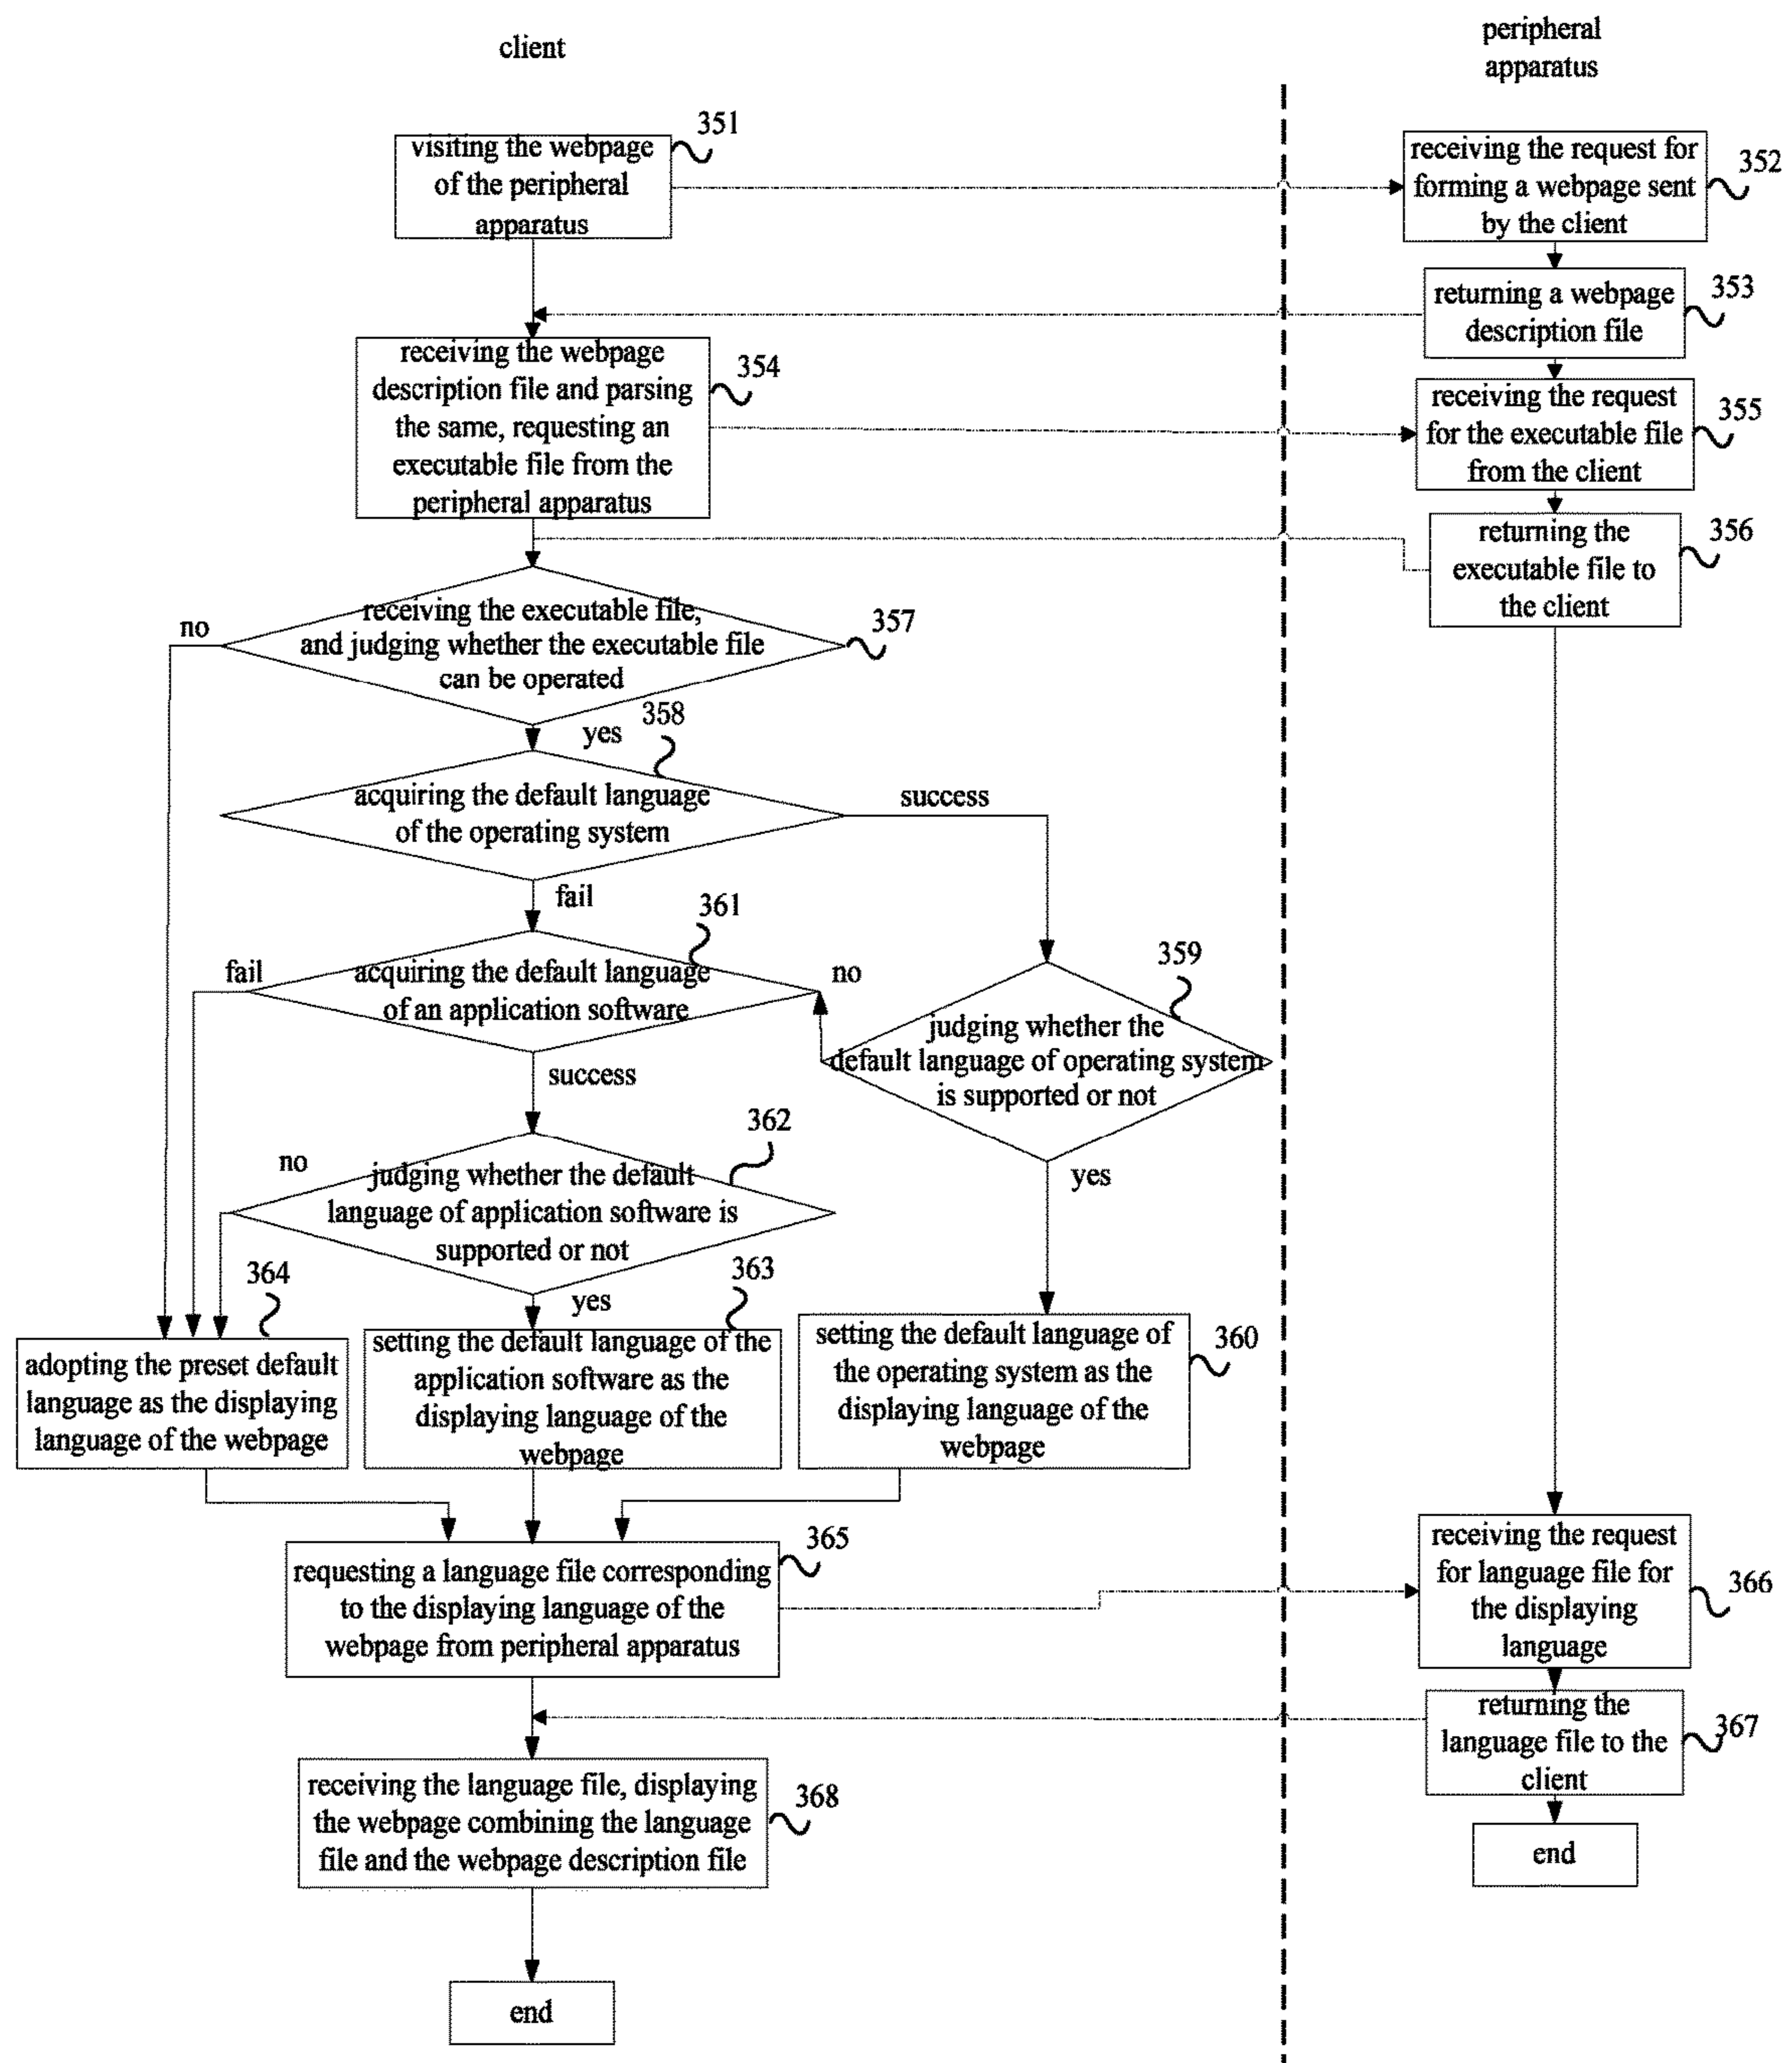 client
peripheral
apparatus
351
visiting the webpage
of the peripheral
apparatus
352
receiving the request for
forming a webpage sent
by the client
353
returning a webpage
description file
354
receiving the webpage
description file and parsing
the same, requesting an
executable file from the
peripheral apparatus
355
receiving the request
for the executable file
from the client
356
returning the
executable file to
the client
357
receiving the executable file,
and judging whether the executable file
can be operated
no
yes
358
acquiring the default language
of the operating system
success
fail
361
acquiring the default language
of an application software
fail
no
success
359
judging whether the
default language of operating system
is supported or not
yes
362
judging whether the default
language of application software is
supported or not
no
yes
364
adopting the preset default
language as the displaying
language of the webpage
363
setting the default language of the
application software as the
displaying language of the
webpage
360
setting the default language of
the operating system as the
displaying language of the
webpage
365
requesting a language file corresponding
to the displaying language of the
webpage from peripheral apparatus
366
receiving the request
for language file for
the displaying
language
367
returning the
language file to the
client
368
receiving the language file, displaying
the webpage combining the language
file and the webpage description file
end
end